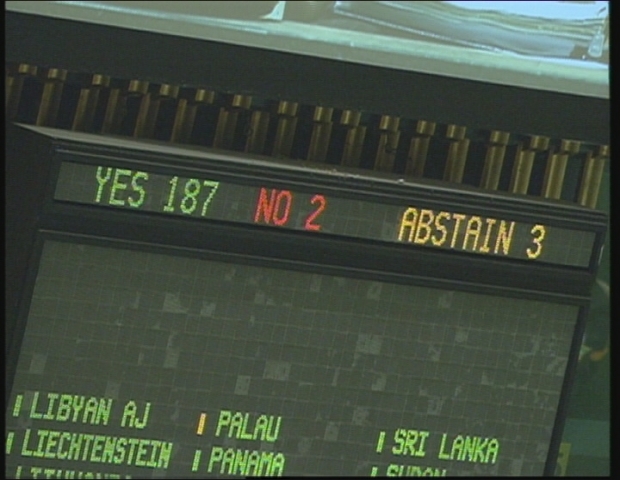 YES 187 NO 2 ABSTAIN 3
LIBYAN AJ PALAU SRI LANKA
LIECHTENSTEIN PANAMA